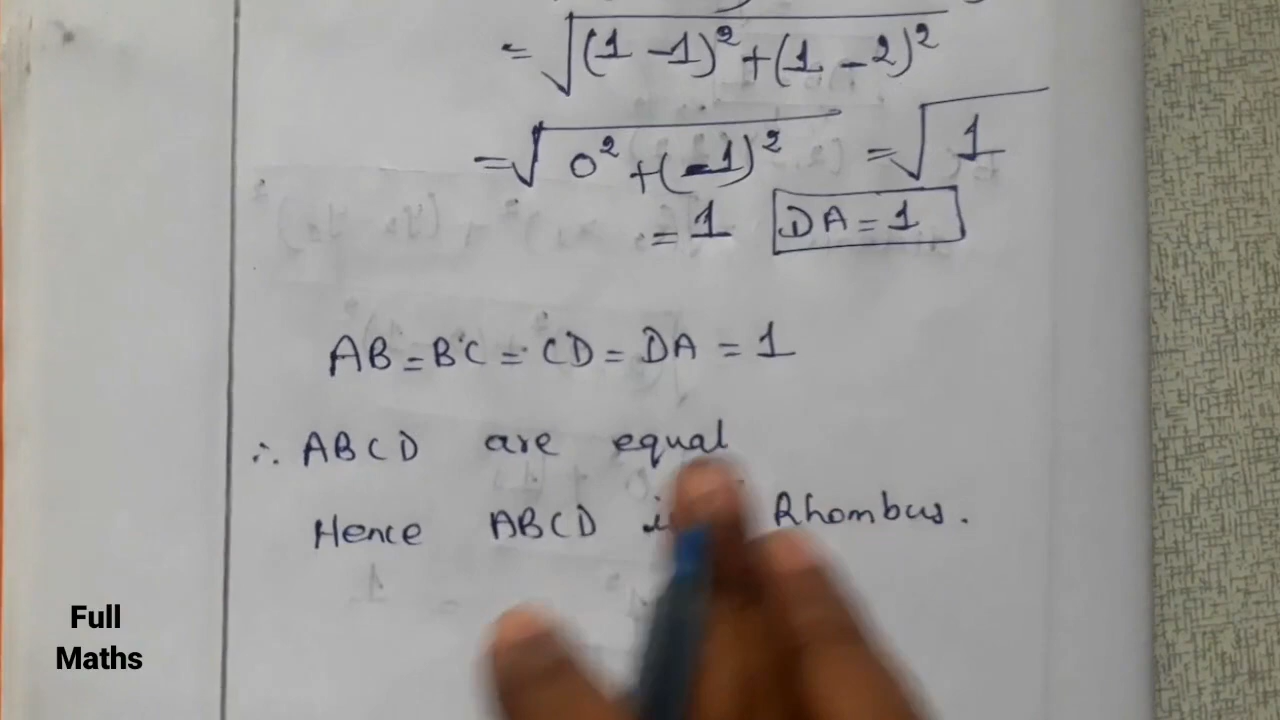 = √(1 - 1)² + (1 - 2)²
= √0² + (-1)² = √1
= 1 DA = 1
AB = BC = CD = DA = 1
∴ ABCD are equal
Hence ABCD Rhombus.
Full
Maths